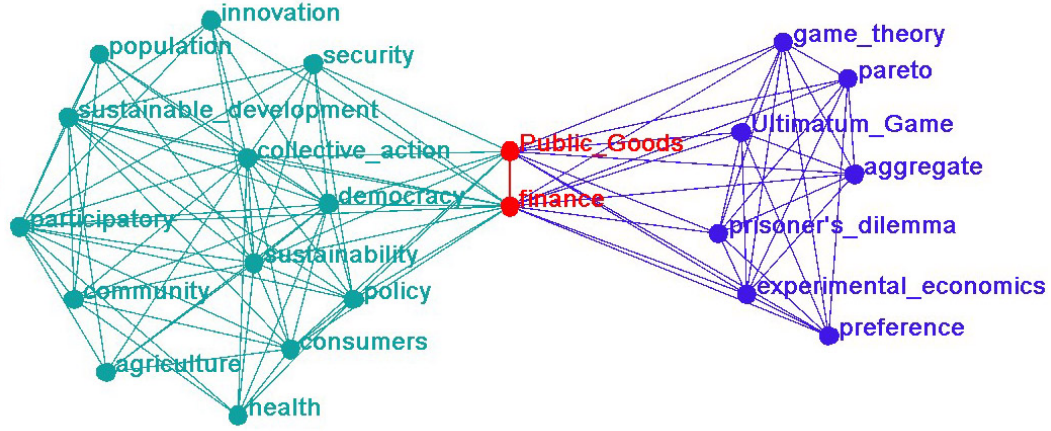 innovation
population
security
sustainable_development
collective_action
democracy
participatory
sustainability
community
policy
consumers
agriculture
health
Public_Goods
finance
game_theory
pareto
Ultimatum_Game
aggregate
prisoner's_dilemma
experimental_economics
preference